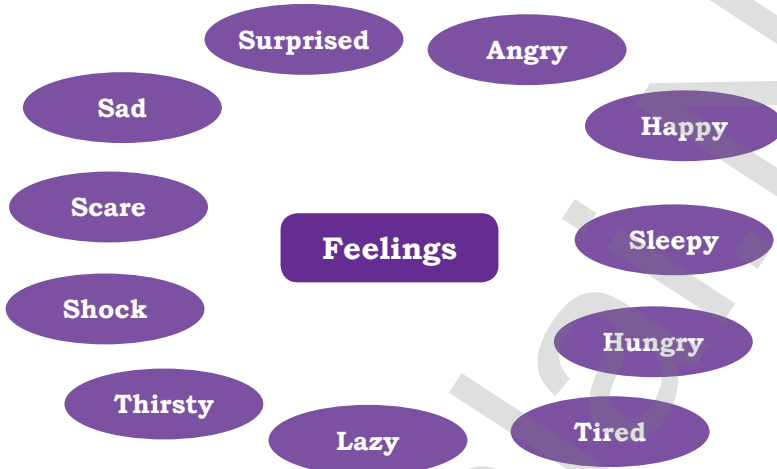 Surprised
Angry
Sad
Happy
Scare
Sleepy
Feelings
Shock
Hungry
Thirsty
Tired
Lazy